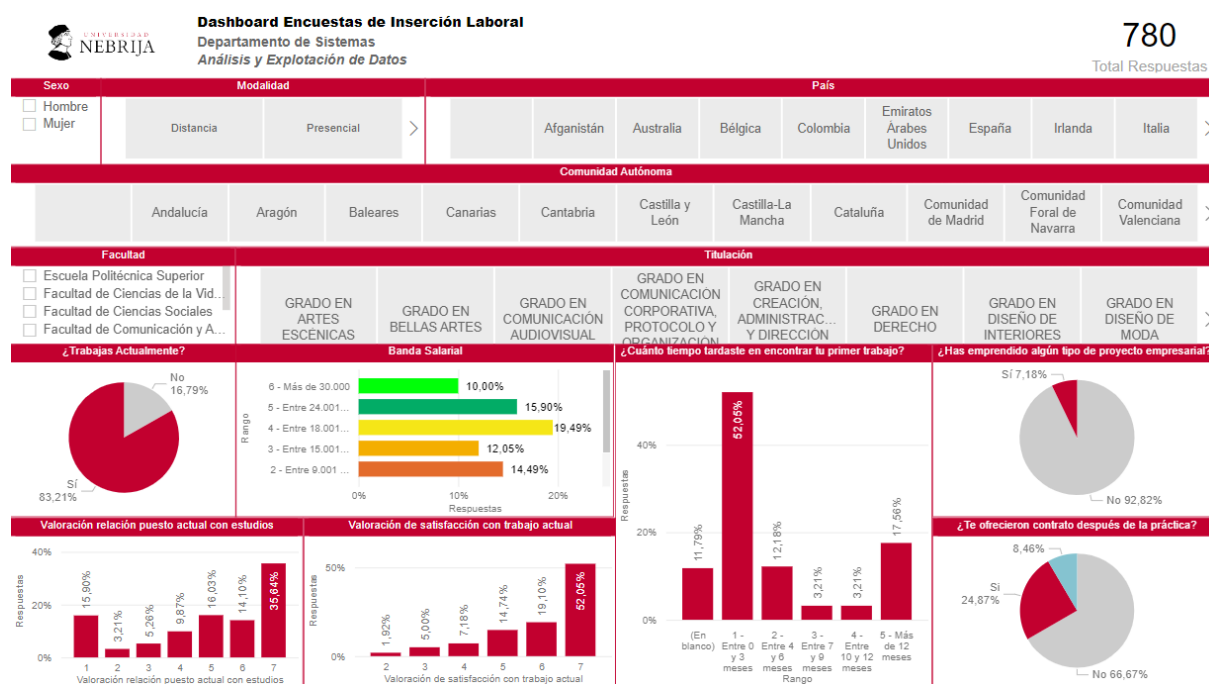 UNIVERSIDAD
NEBRIJA
Dashboard Encuestas de Inserción Laboral
Departamento de Sistemas
Análisis y Explotación de Datos
780
Total Respuestas
Sexo
Hombre
Mujer
Modalidad
Distancia
Presencial
País
Afganistán
Australia
Bélgica
Colombia
Emiratos
Árabes
Unidos
España
Irlanda
Italia
Comunidad Autónoma
Andalucía
Aragón
Baleares
Canarias
Cantabria
Castilla y
León
Castilla-La
Mancha
Cataluña
Comunidad
de Madrid
Comunidad
Foral de
Navarra
Comunidad
Valenciana
Facultad
Escuela Politécnica Superior
Facultad de Ciencias de la Vid...
Facultad de Ciencias Sociales
Facultad de Comunicación y A...
Titulación
GRADO EN
ARTES
ESCÉNICAS
GRADO EN
BELLAS ARTES
GRADO EN
COMUNICACIÓN
AUDIOVISUAL
GRADO EN
COMUNICACIÓN
CORPORATIVA,
PROTOCOLO Y
ORGANIZACIÓN
GRADO EN
CREACIÓN,
ADMINISTRAC...
Y DIRECCIÓN
GRADO EN
DERECHO
GRADO EN
DISEÑO DE
INTERIORES
GRADO EN
DISEÑO DE
MODA
¿Trabajas Actualmente?
No
16,79%
Sí
83,21%
Banda Salarial
Rango
6 - Más de 30.000
10,00%
5 - Entre 24.001...
15,90%
4 - Entre 18.001...
19,49%
3 - Entre 15.001...
12,05%
2 - Entre 9.001 ...
14,49%
0%
10%
20%
Respuestas
¿Cuánto tiempo tardaste en encontrar tu primer trabajo?
Respuestas
40%
20%
0%
11,79%
52,05%
12,18%
3,21%
3,21%
17,56%
(En
blanco)
1 -
Entre 0
y 3
meses
2 -
Entre 4
y 6
meses
3 -
Entre 7
y 9
meses
4 -
Entre
10 y 12
meses
5 - Más
de 12
meses
Rango
¿Has emprendido algún tipo de proyecto empresarial?
Sí 7,18%
No 92,82%
Valoración relación puesto actual con estudios
Respuestas
40%
20%
0%
15,90%
3,21%
5,26%
9,87%
16,03%
14,10%
35,64%
1
2
3
4
5
6
7
Valoración relación puesto actual con estudios
Valoración de satisfacción con trabajo actual
Respuestas
50%
0%
1,92%
5,00%
7,18%
14,74%
19,10%
52,05%
2
3
4
5
6
7
Valoración de satisfacción con trabajo actual
¿Te ofrecieron contrato después de la práctica?
8,46%
Sí
24,87%
No 66,67%